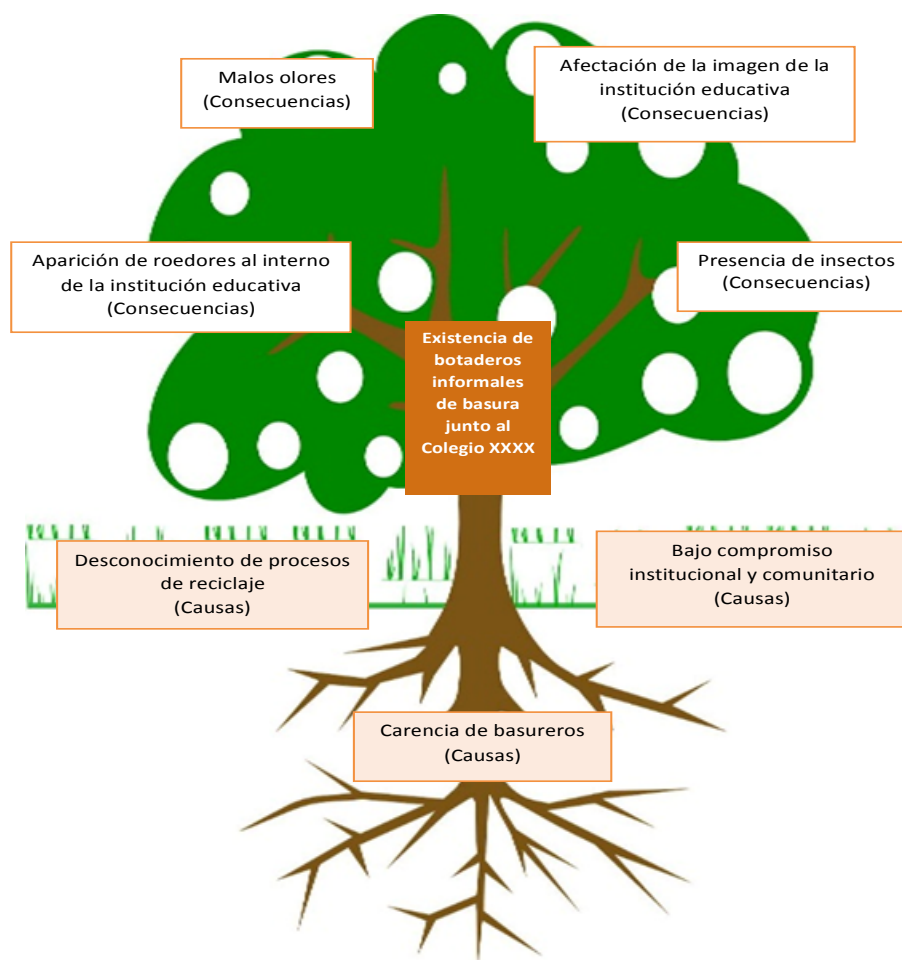 Malos olores
(Consecuencias)
Afectación de la imagen de la
institución educativa
(Consecuencias)
Aparición de roedores al interno
de la institución educativa
(Consecuencias)
Presencia de insectos
(Consecuencias)
Existencia de
botaderos
informales
de basura
junto al
Colegio XXXX
Desconocimiento de procesos
de reciclaje
(Causas)
Bajo compromiso
institucional y comunitario
(Causas)
Carencia de basureros
(Causas)